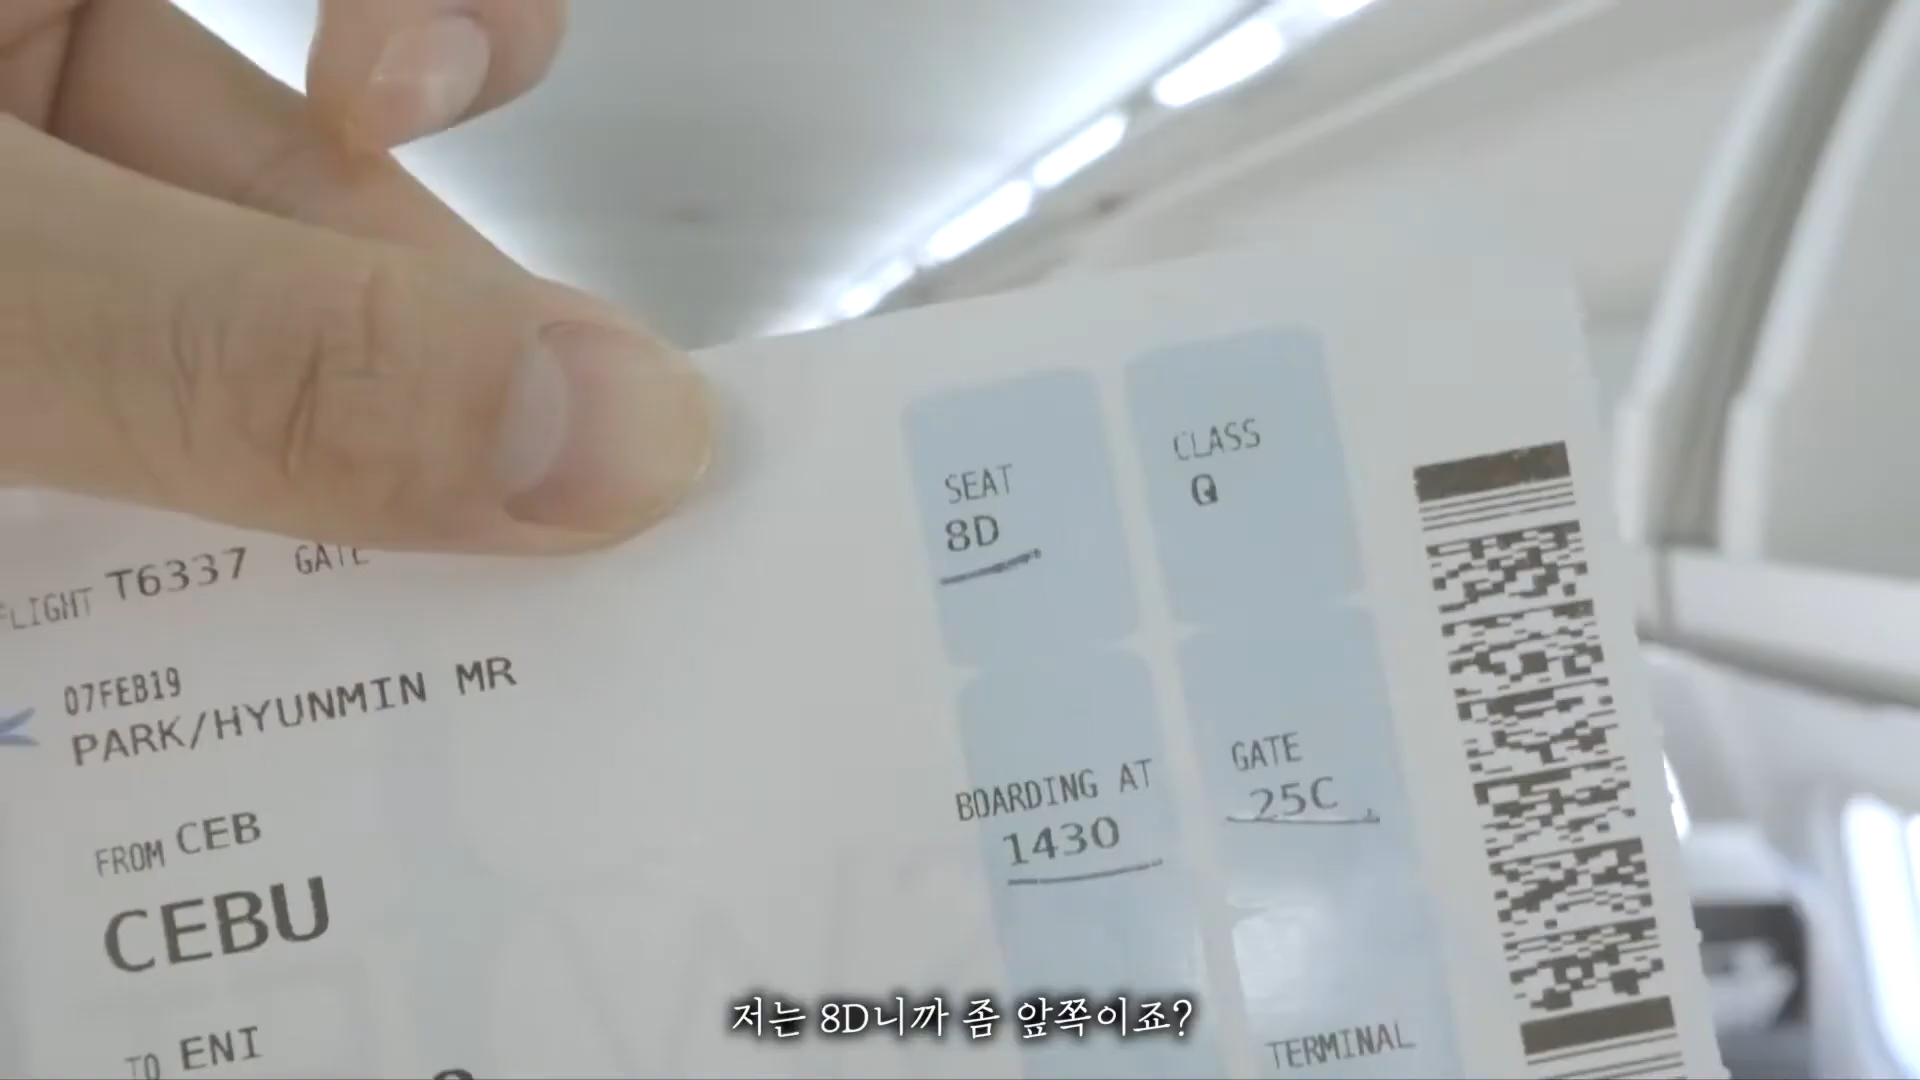 SEAT
8D
CLASS
Q
FLIGHT T6337 GATE
07FEB19
PARK/HYUNMIN MR
BOARDING AT
1430
GATE
25C
FROM CEB
CEBU
TO ENI
TERMINAL
저는 8D니까 좀 앞쪽이죠?